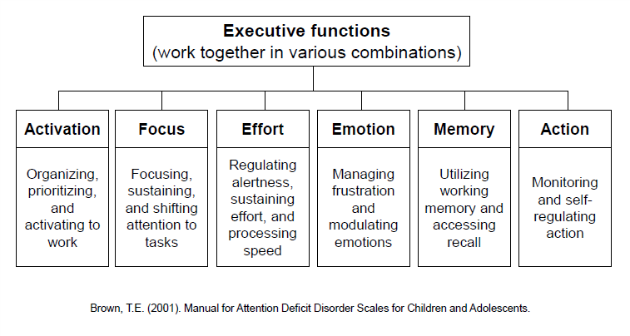 Executive functions
(work together in various combinations)
Activation
Organizing,
prioritizing,
and
activating to
work
Focus
Focusing,
sustaining,
and shifting
attention to
tasks
Effort
Regulating
alertness,
sustaining
effort, and
processing
speed
Emotion
Managing
frustration
and
modulating
emotions
Memory
Utilizing
working
memory and
accessing
recall
Action
Monitoring
and self-
regulating
action
Brown, T.E. (2001). Manual for Attention Deficit Disorder Scales for Children and Adolescents.